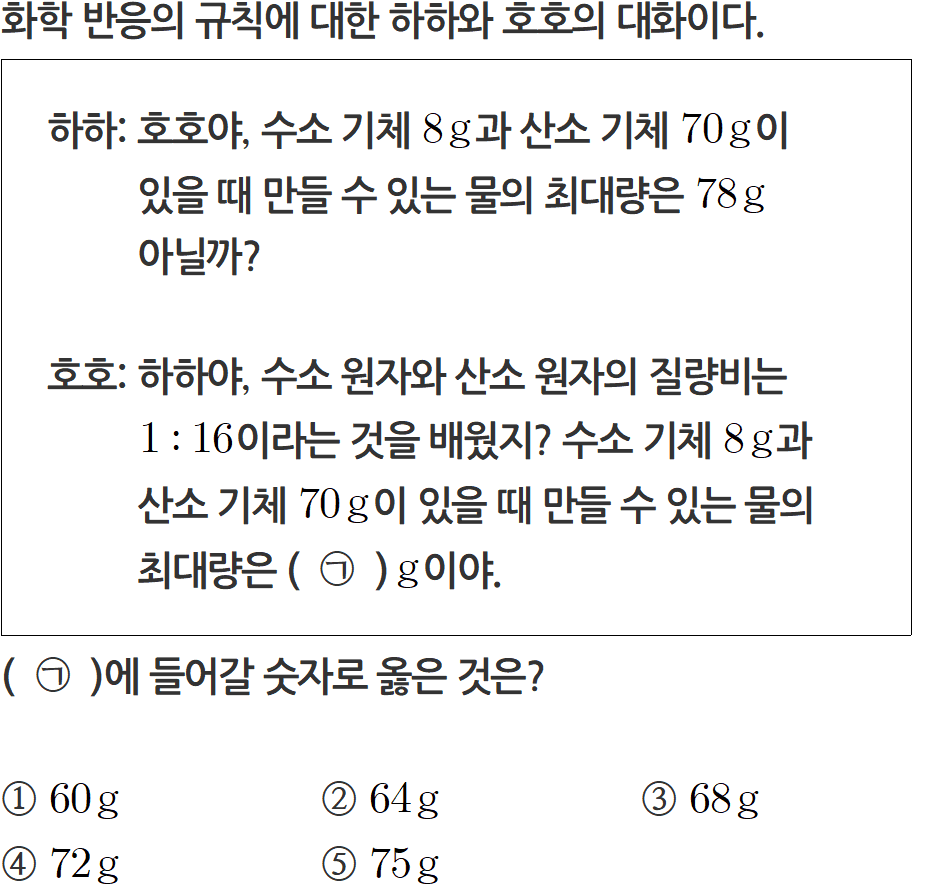 화학 반응의 규칙에 대한 하하와 호호의 대화이다.
하하: 호호야, 수소 기체 8 g과 산소 기체 70 g이
있을 때 만들 수 있는 물의 최대량은 78 g
아닐까?
호호: 하하야, 수소 원자와 산소 원자의 질량비는
1 : 16이라는 것을 배웠지? 수소 기체 8 g과
산소 기체 70 g이 있을 때 만들 수 있는 물의
최대량은 ( ㉠ ) g이야.
( ㉠ )에 들어갈 숫자로 옳은 것은?
① 60 g ② 64 g ③ 68 g
④ 72 g ⑤ 75 g